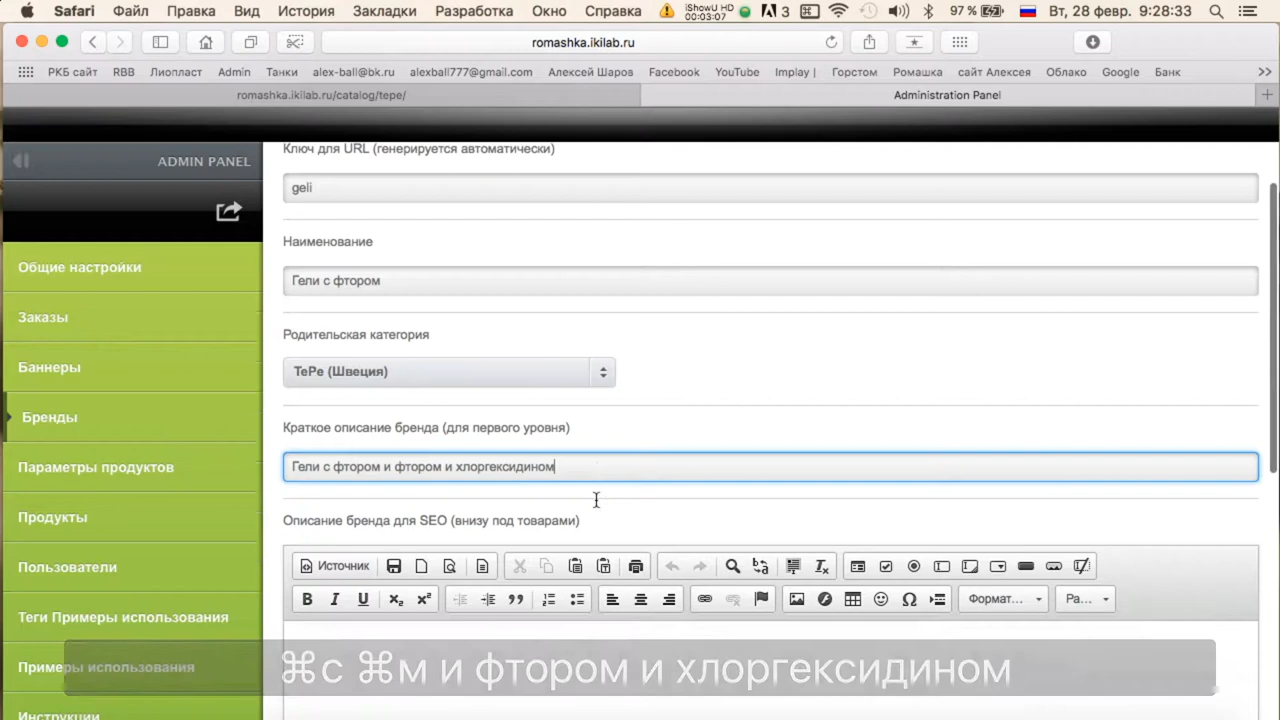 Safari Файл Правка Вид История Закладки Разработка Окно Справка iShowU HD 00:03:07 3 97 % Вт, 28 февр. 9:28:33
romashka.ikilab.ru
РКБ сайт RBB Лиопласт Admin Танки alex-ball@bk.ru alexball777@gmail.com Алексей Шаров Facebook YouTube Implay | Горстом Ромашка сайт Алексея Облако Google Банк >>
romashka.ikilab.ru/catalog/tepe/ Administration Panel +
ADMIN PANEL
Общие настройки
Заказы
Баннеры
Бренды
Параметры продуктов
Продукты
Пользователи
Теги Примеры использования
Примеры использования
Инструкции
Ключ для URL (генерируется автоматически)
geli
Наименование
Гели с фтором
Родительская категория
TePe (Швеция)
Краткое описание бренда (для первого уровня)
Гели с фтором и фтором и хлоргексидином
Описание бренда для SEO (внизу под товарами)
Источник
B I U Формат... Ра...
⌘с ⌘м и фтором и хлоргексидином